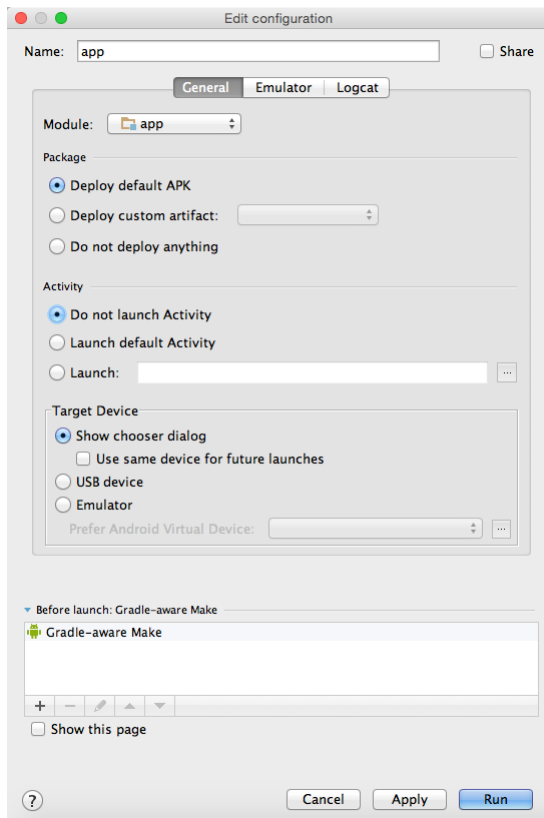 Edit configuration
Name: app Share
General Emulator Logcat
Module: app
Package
Deploy default APK
Deploy custom artifact:
Do not deploy anything
Activity
Do not launch Activity
Launch default Activity
Launch: ...
Target Device
Show chooser dialog
Use same device for future launches
USB device
Emulator
Prefer Android Virtual Device: ...
Before launch: Gradle-aware Make
Gradle-aware Make
Show this page
? Cancel Apply Run